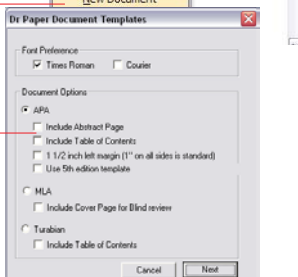 New Document
Dr Paper Document Templates
Font Preference
Times Roman Courier
Document Options
APA
Include Abstract Page
Include Table of Contents
1 1/2 inch left margin (1" on all sides is standard)
Use 5th edition template
MLA
Include Cover Page for Blind review
Turabian
Include Table of Contents
Cancel Next